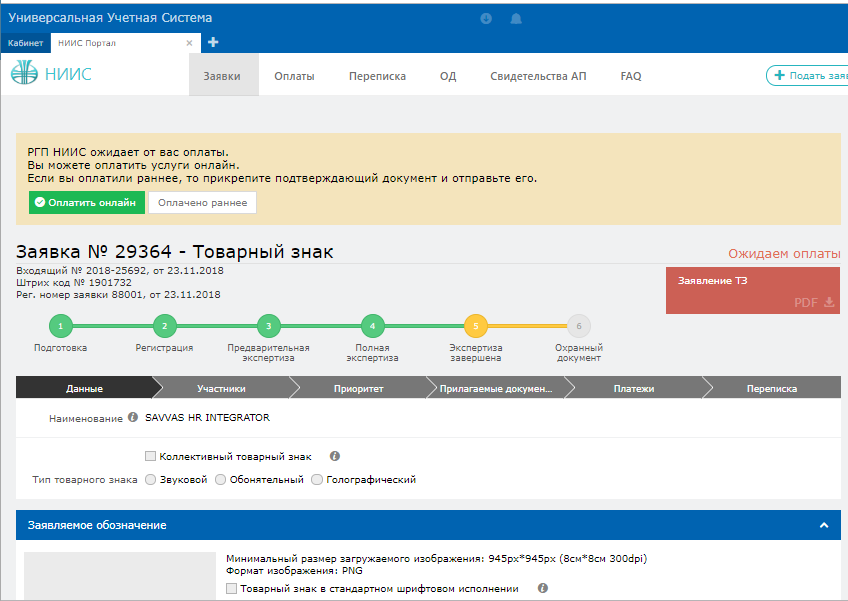 Универсальная Учетная Система
Кабинет НИИС Портал × +
НИИС Заявки Оплаты Переписка ОД Свидетельства АП FAQ + Подать зая
РГП НИИС ожидает от вас оплаты.
Вы можете оплатить услуги онлайн.
Если вы оплатили раннее, то прикрепите подтверждающий документ и отправьте его.
Оплатить онлайн Оплачено раннее
Заявка № 29364 - Товарный знак
Ожидаем оплаты
Входящий № 2018-25692, от 23.11.2018
Штрих код № 1901732
Рег. номер заявки 88001, от 23.11.2018
Заявление ТЗ
PDF
1 2 3 4 5 6
Подготовка Регистрация Предварительная Полная Экспертиза Охранный
экспертиза экспертиза завершена документ
Данные Участники Приоритет Прилагаемые докумен... Платежи Переписка
Наименование SAVVAS HR INTEGRATOR
Коллективный товарный знак
Тип товарного знака Звуковой Обонятельный Голографический
Заявляемое обозначение
Минимальный размер загружаемого изображения: 945px*945px (8см*8см 300dpi)
Формат изображения: PNG
Товарный знак в стандартном шрифтовом исполнении